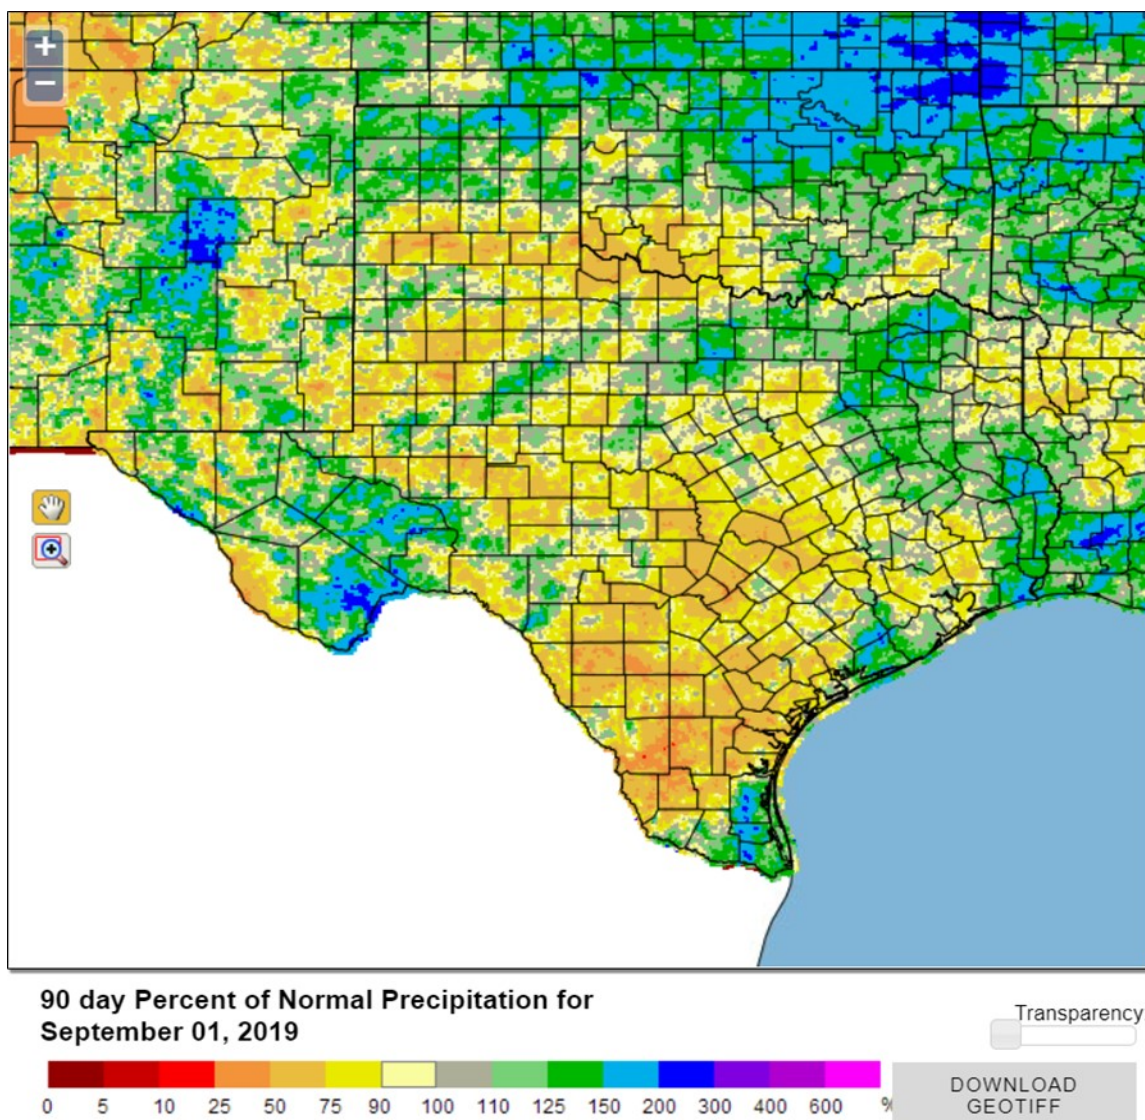 +
−
90 day Percent of Normal Precipitation for
September 01, 2019
Transparency
0 5 10 25 50 75 90 100 110 125 150 200 300 400 600 %
DOWNLOAD
GEOTIFF